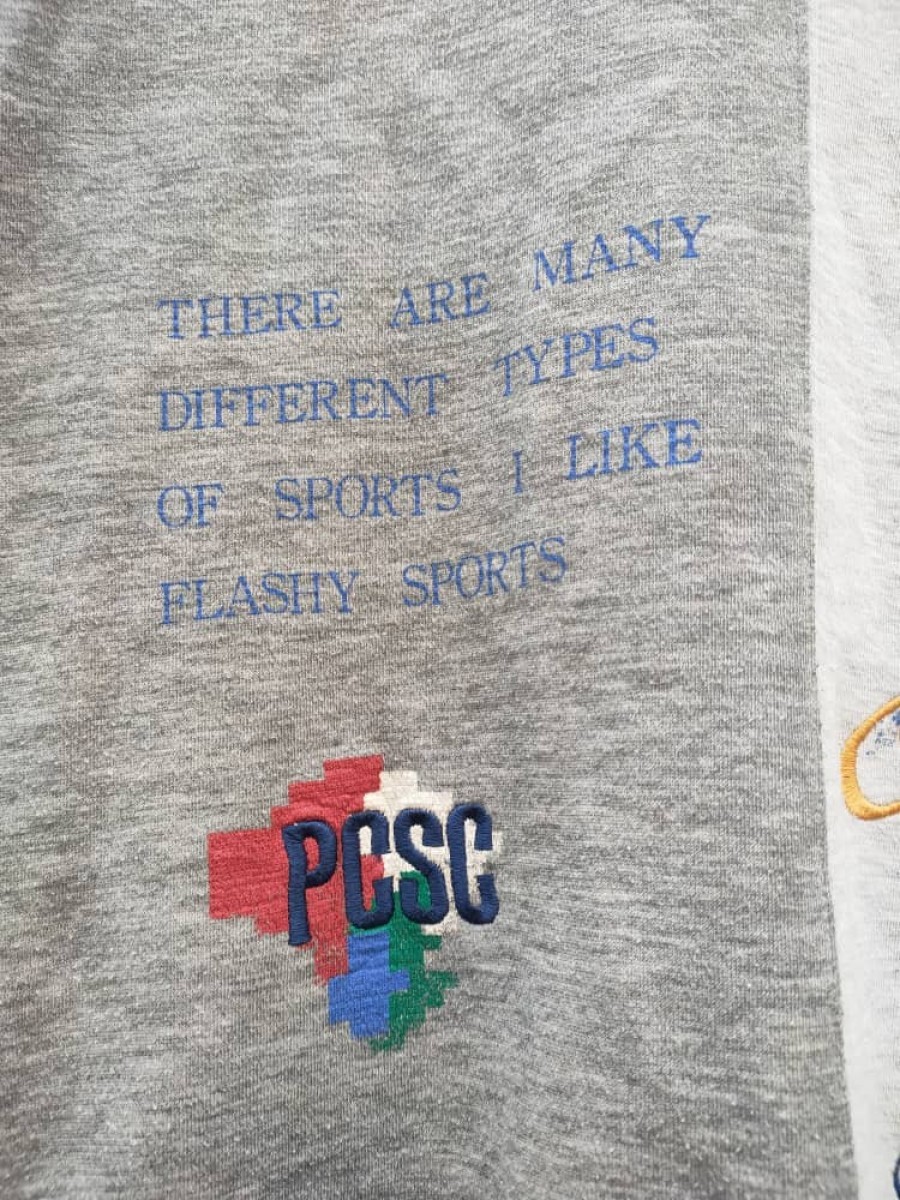 THERE ARE MANY
DIFFERENT TYPES
OF SPORTS I LIKE
FLASHY SPORTS
PCSC